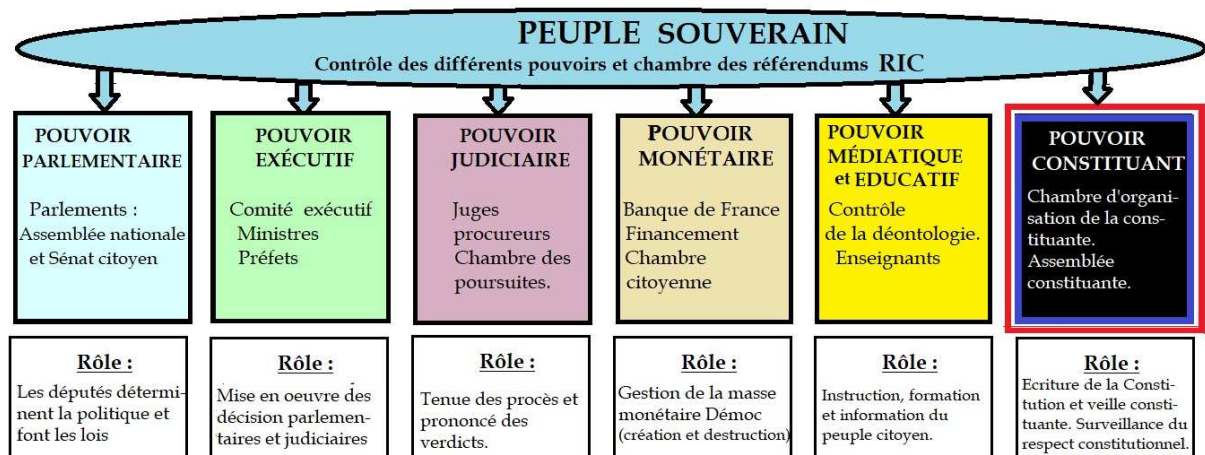 PEUPLE SOUVERAIN
Contrôle des différents pouvoirs et chambre des référendums RIC
POUVOIR
PARLEMENTAIRE
Parlements :
Assemblée nationale
et Sénat citoyen
POUVOIR
EXÉCUTIF
Comité exécutif
Ministres
Préfets
POUVOIR
JUDICIAIRE
Juges
procureurs
Chambre des
poursuites.
POUVOIR
MONÉTAIRE
Banque de France
Financement
Chambre
citoyenne
POUVOIR
MÉDIATIQUE
et EDUCATIF
Contrôle
de la déontologie.
Enseignants
POUVOIR
CONSTITUANT
Chambre d'organi-
sation de la cons-
tituante.
Assemblée
constituante.
Rôle :
Les députés détermi-
nent la politique et
font les lois
Rôle :
Mise en oeuvre des
décision parlemen-
taires et judiciaires
Rôle :
Tenue des procès et
prononcé des
verdicts.
Rôle :
Gestion de la masse
monétaire Démoc
(création et destruction)
Rôle :
Instruction, formation
et information du
peuple citoyen.
Rôle :
Ecriture de la Consti-
tution et veille consti-
tuante. Surveillance du
respect constitutionnel.